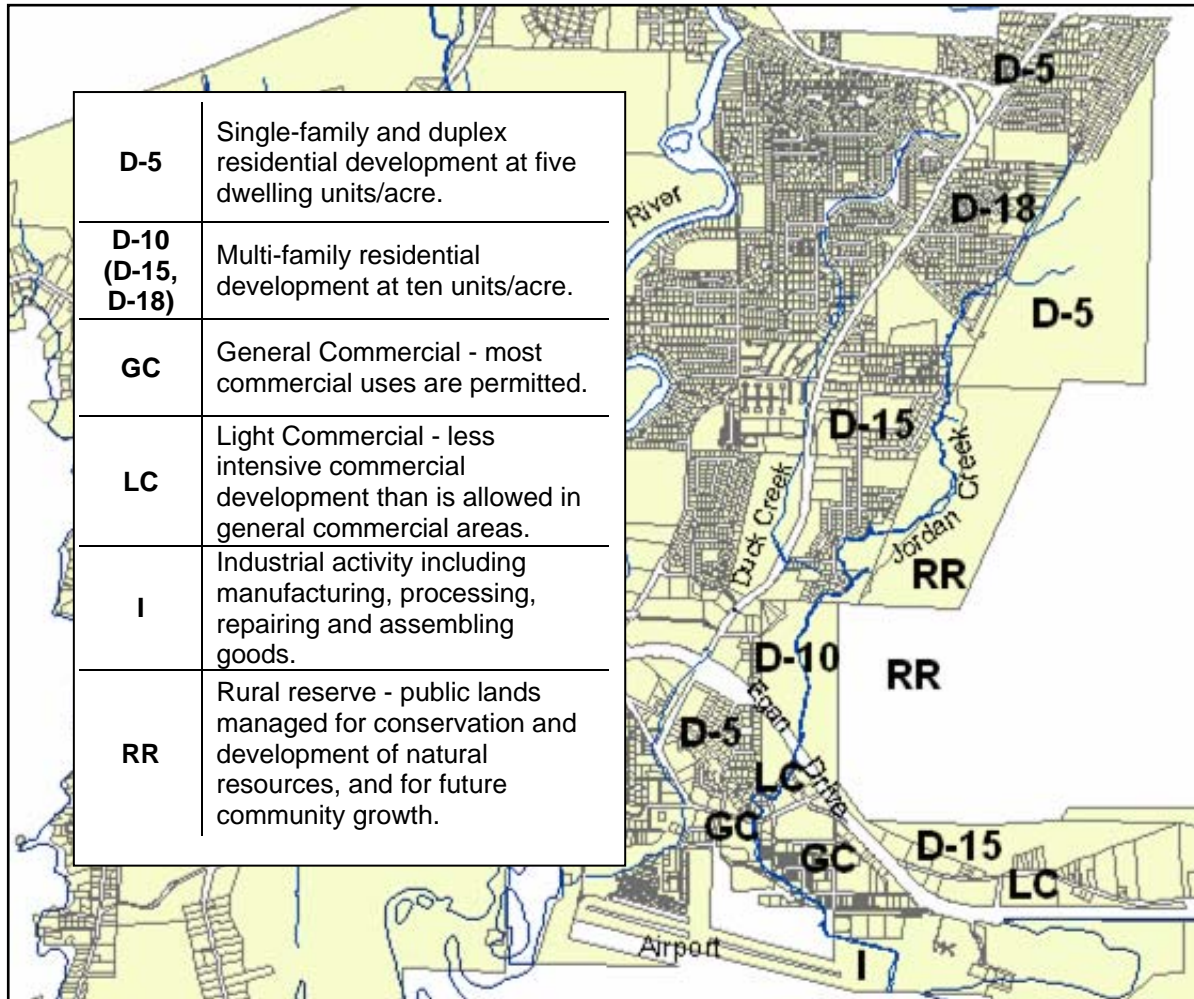 D-5
Single-family and duplex
residential development at five
dwelling units/acre.
D-10
(D-15,
D-18)
Multi-family residential
development at ten units/acre.
GC
General Commercial - most
commercial uses are permitted.
LC
Light Commercial - less
intensive commercial
development than is allowed in
general commercial areas.
I
Industrial activity including
manufacturing, processing,
repairing and assembling
goods.
RR
Rural reserve - public lands
managed for conservation and
development of natural
resources, and for future
community growth.
D-5
River
D-18
D-5
D-15
Duck Creek
Jordan Creek
RR
D-10
RR
Egan Drive
D-5
LC
GC
GC
D-15
LC
Airport
I